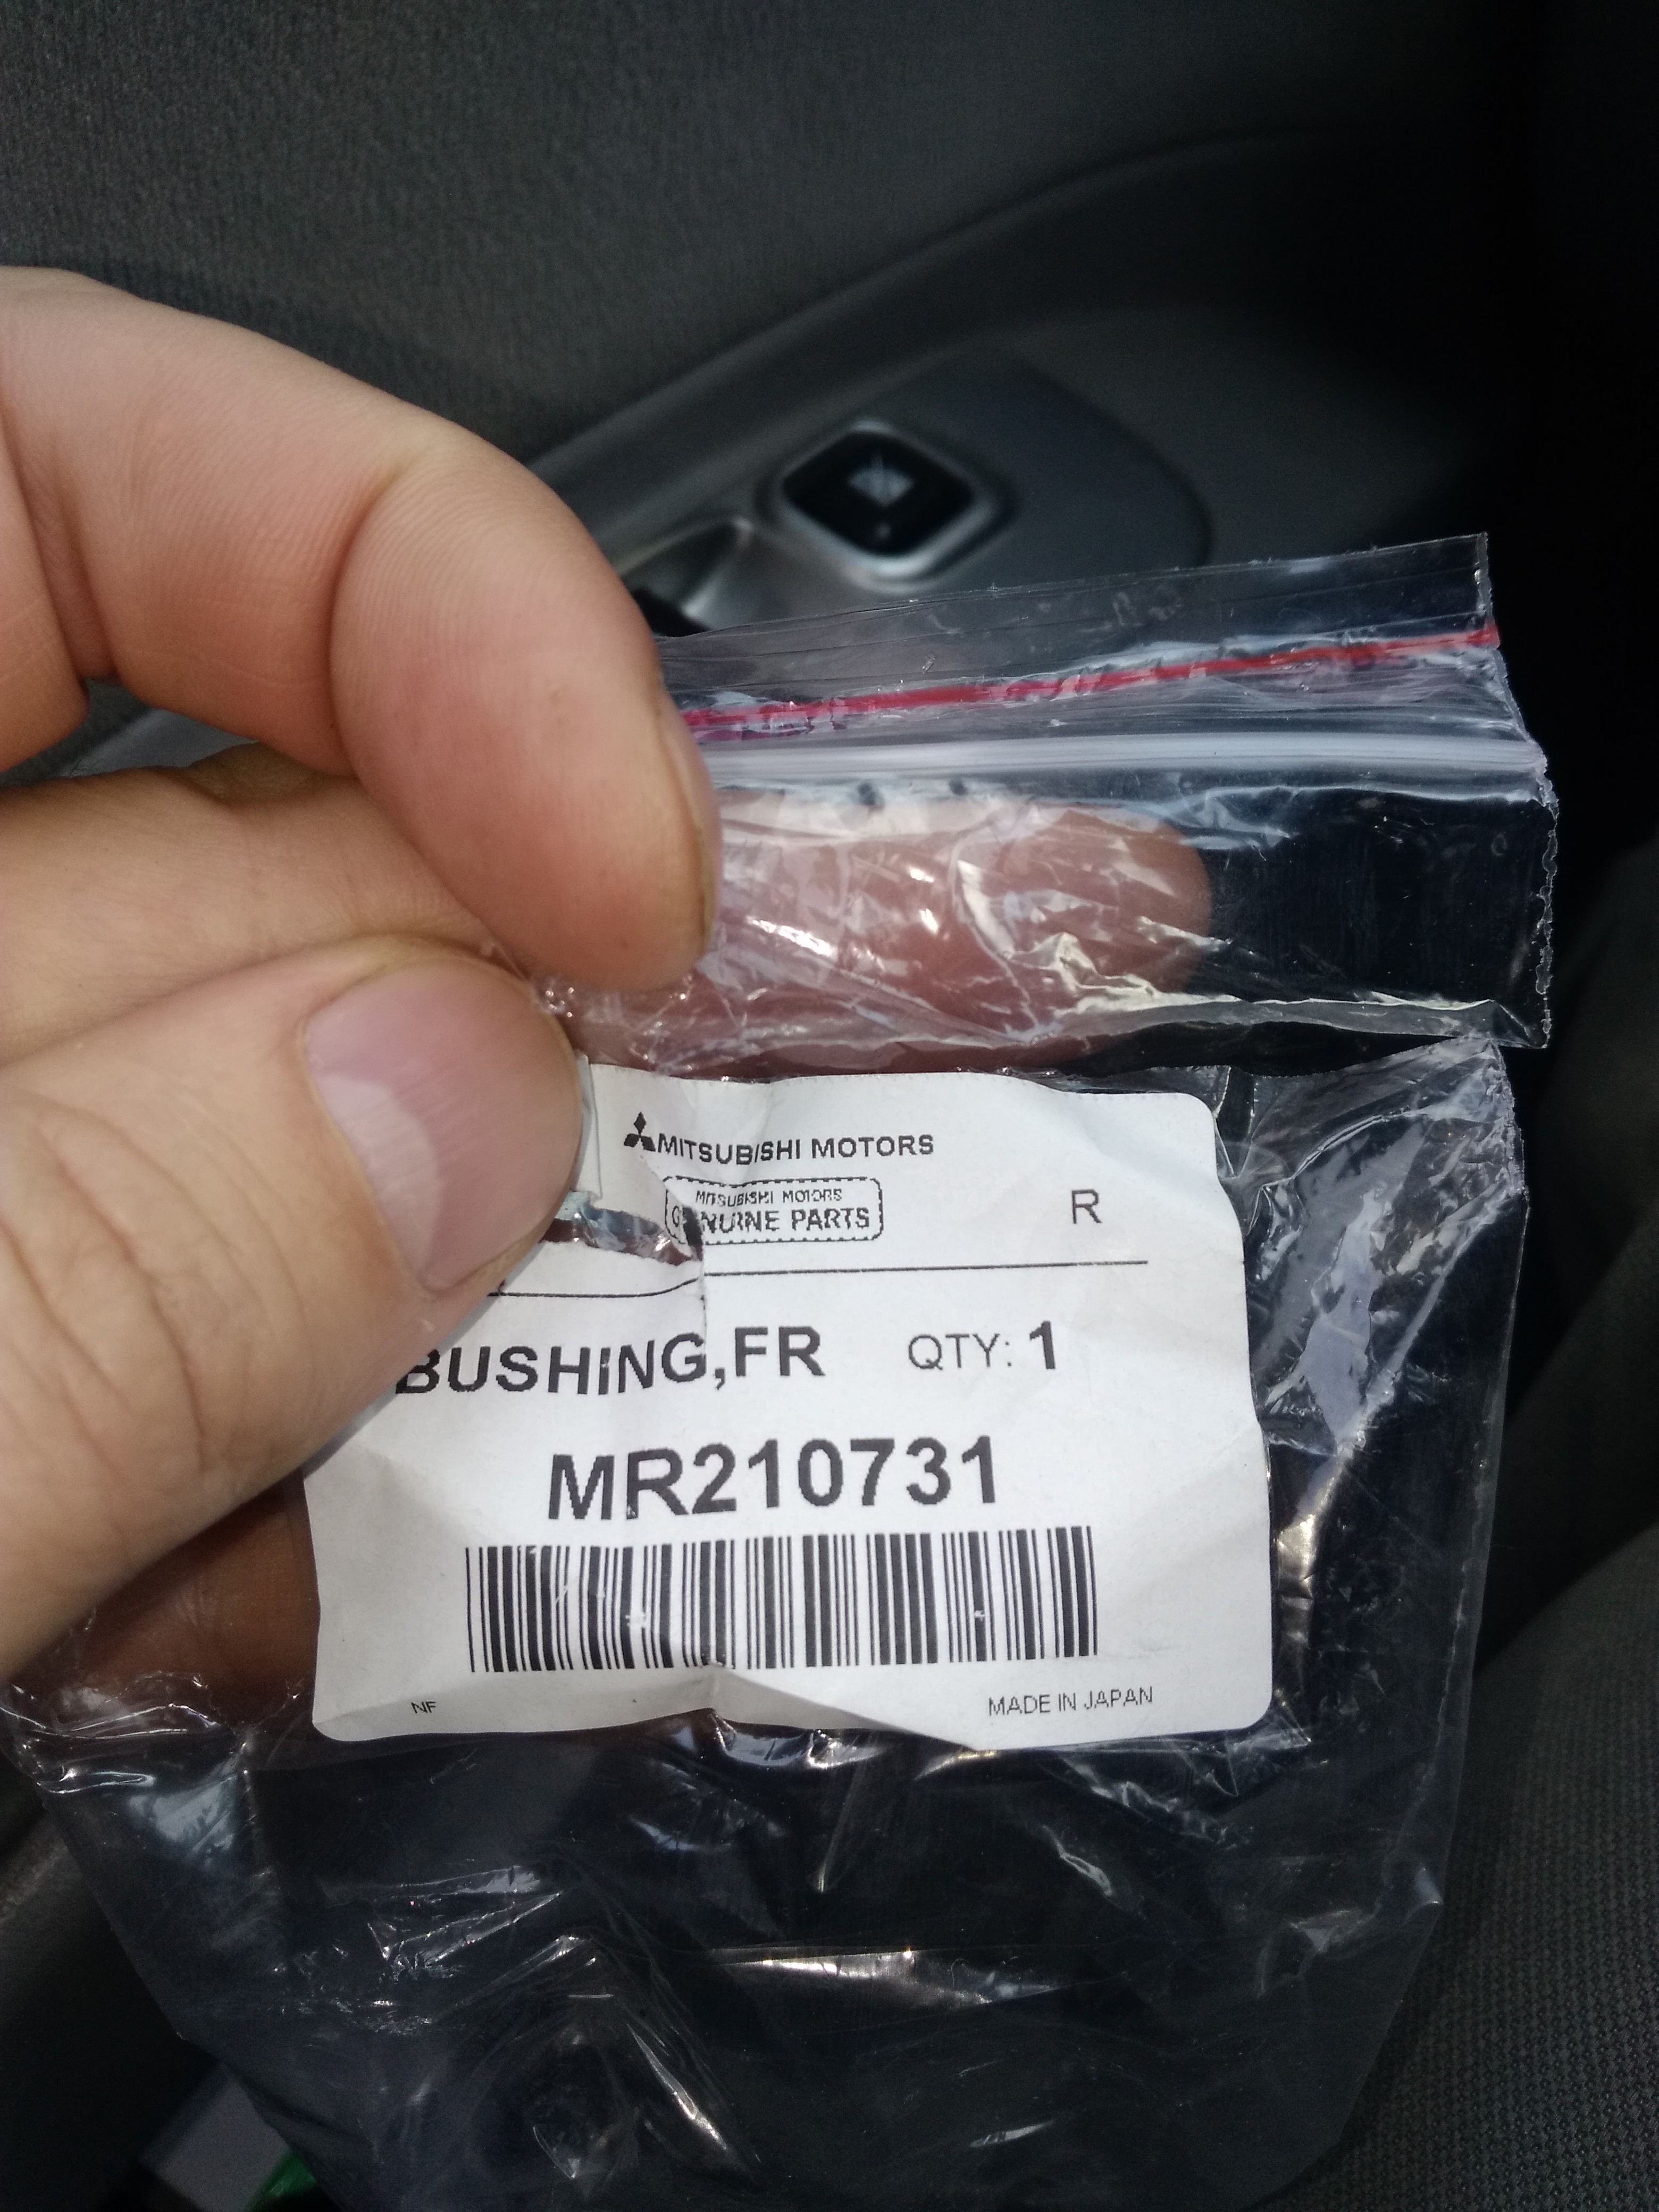 MITSUBISHI MOTORS
MITSUBISHI MOTORS
GENUINE PARTS
R
BUSHING,FR QTY: 1
MR210731
NF
MADE IN JAPAN